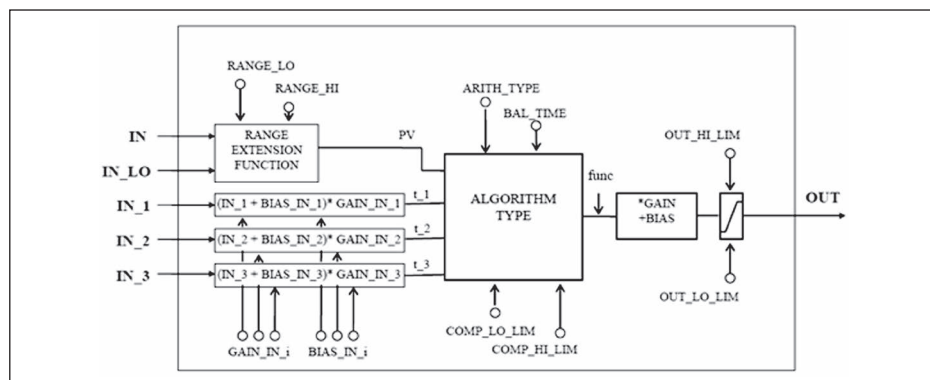 RANGE_LO
RANGE_HI
ARITH_TYPE
BAL_TIME
OUT_HI_LIM
IN
RANGE
EXTENSION
FUNCTION
PV
IN_LO
func
IN_1
(IN_1 + BIAS_IN_1)* GAIN_IN_1
t_1
ALGORITHM
TYPE
*GAIN
+BIAS
OUT
IN_2
(IN_2 + BIAS_IN_2)* GAIN_IN_2
t_2
IN_3
(IN_3 + BIAS_IN_3)* GAIN_IN_3
t_3
OUT_LO_LIM
COMP_LO_LIM
COMP_HI_LIM
GAIN_IN_i
BIAS_IN_i